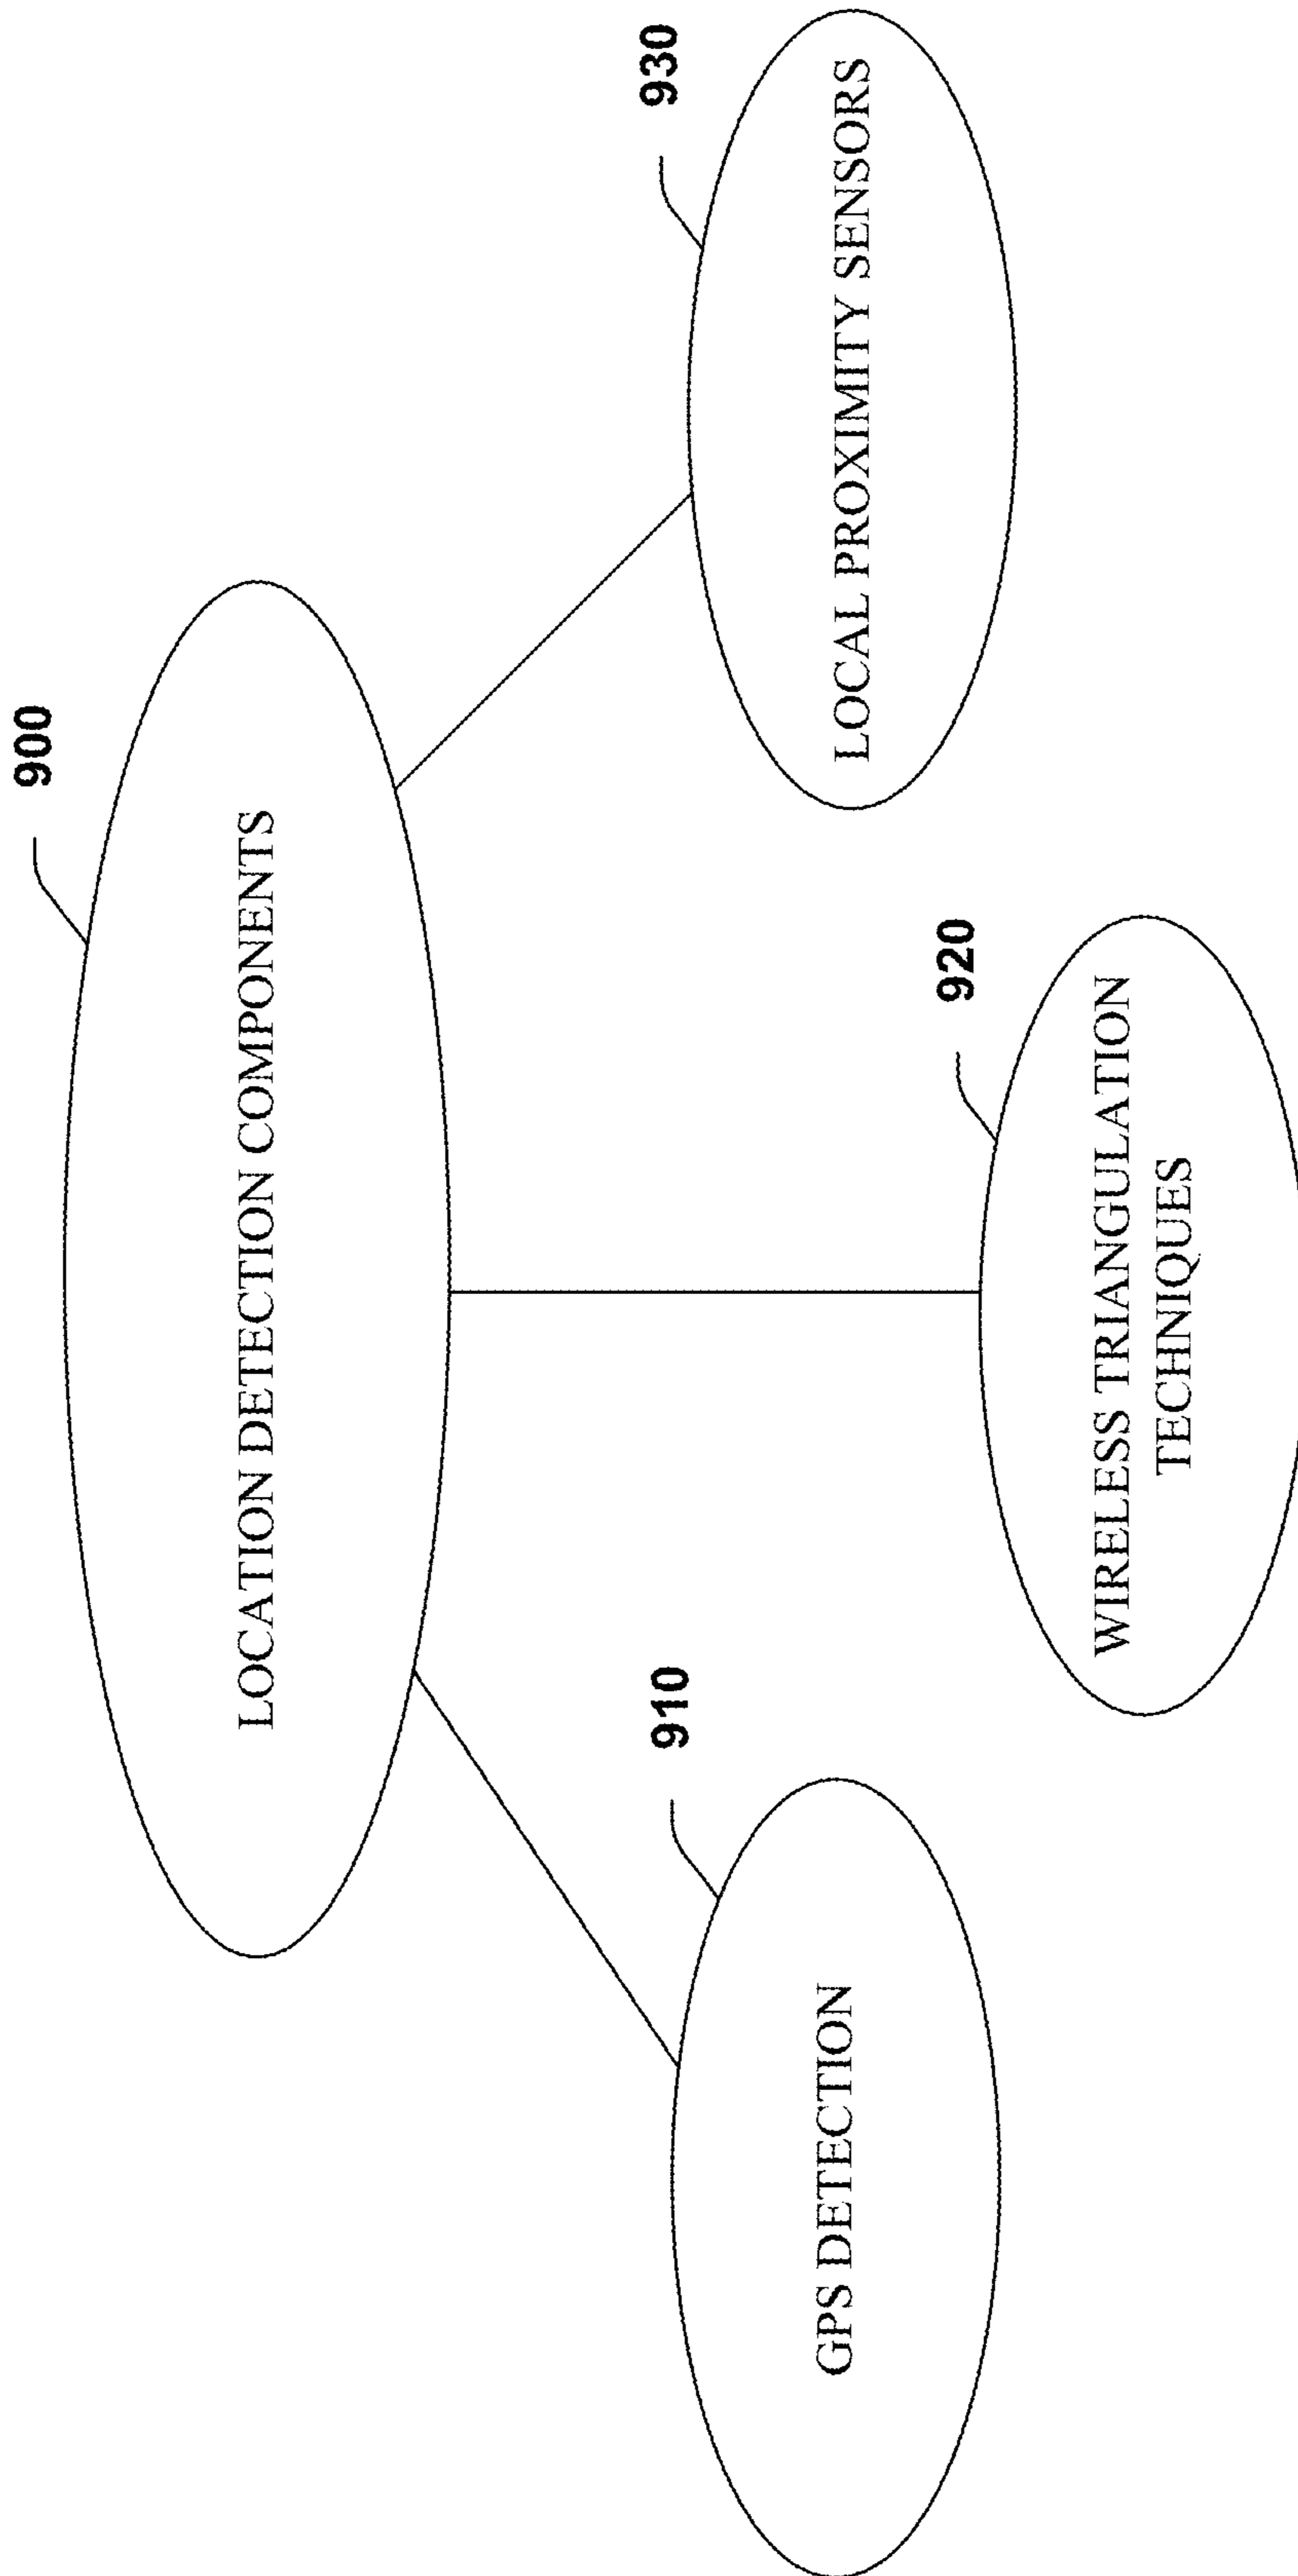 900
LOCATION DETECTION COMPONENTS
910
GPS DETECTION
920
WIRELESS TRIANGULATION
TECHNIQUES
930
LOCAL PROXIMITY SENSORS